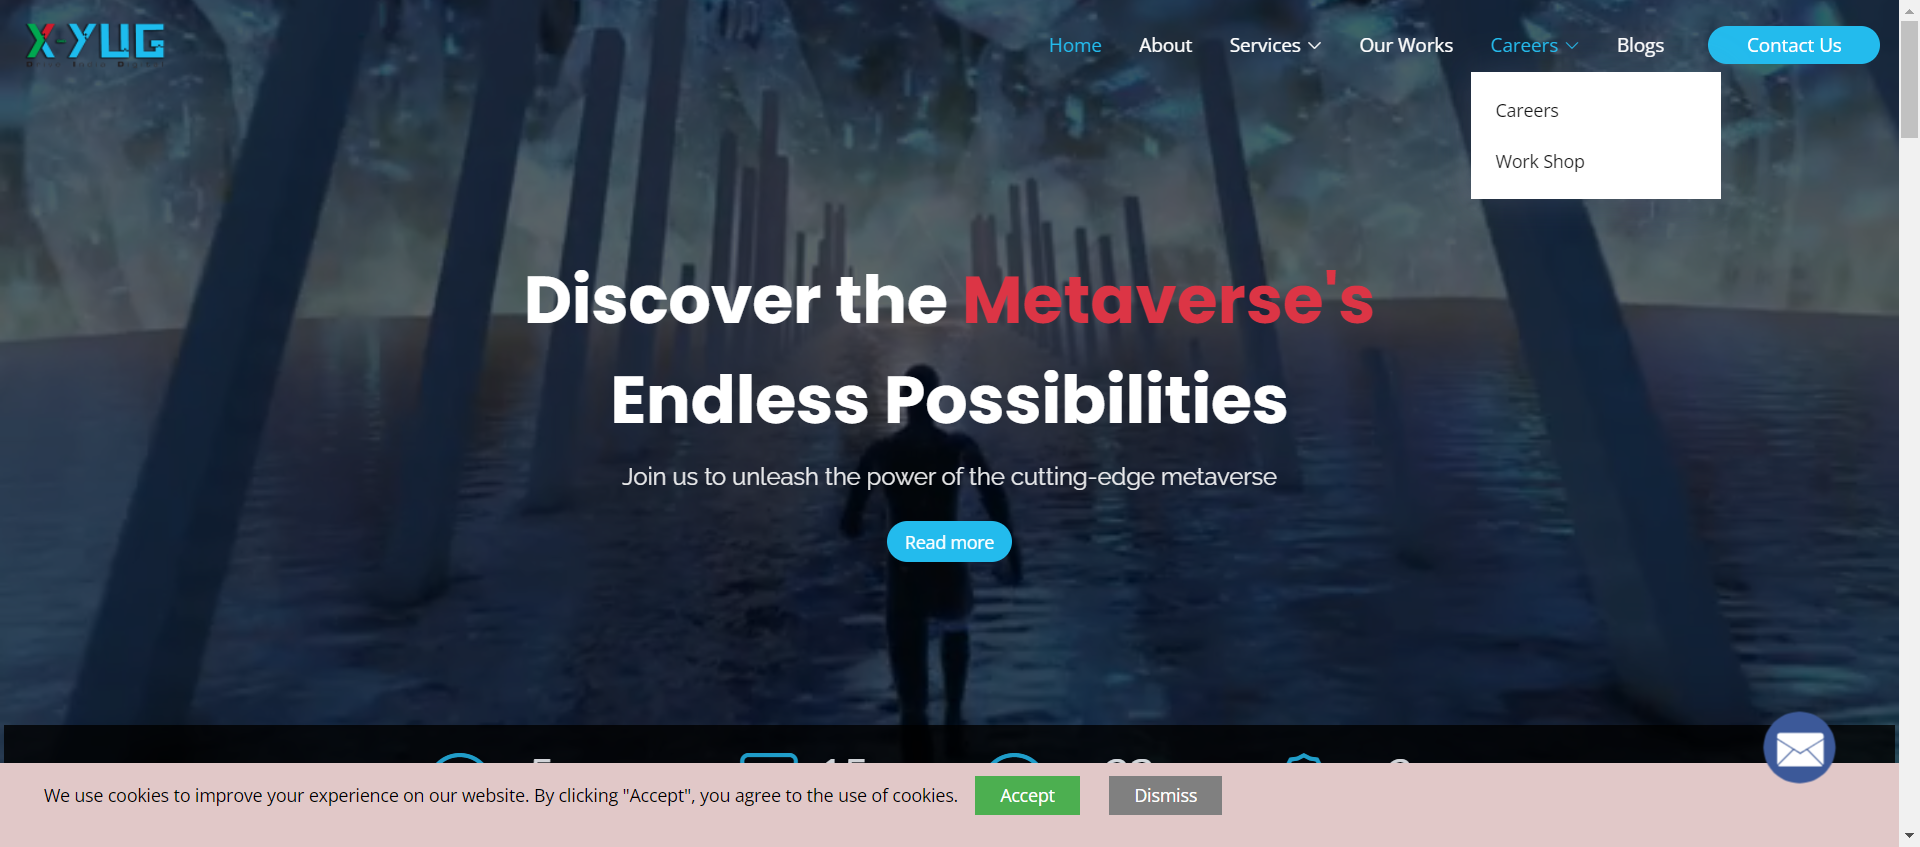 X-YUG
Home
About
Services
Our Works
Careers
Blogs
Contact Us
Careers
Work Shop
Discover the Metaverse's
Endless Possibilities
Join us to unleash the power of the cutting-edge metaverse
Read more
We use cookies to improve your experience on our website. By clicking "Accept", you agree to the use of cookies.
Accept
Dismiss